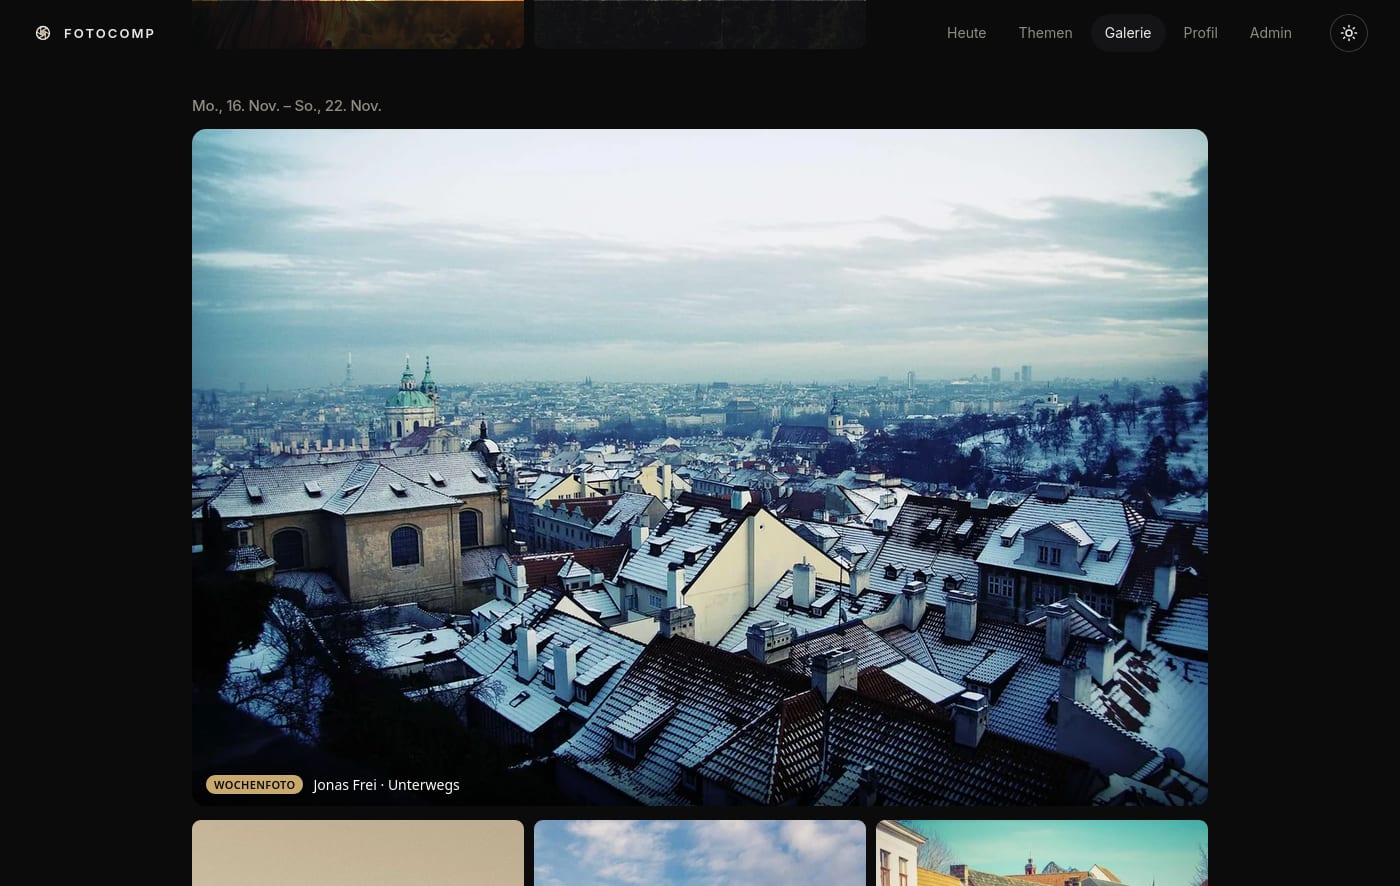 FOTOCOMP
Heute Themen Galerie Profil Admin
Mo., 16. Nov. – So., 22. Nov.
WOCHENFOTO Jonas Frei · Unterwegs